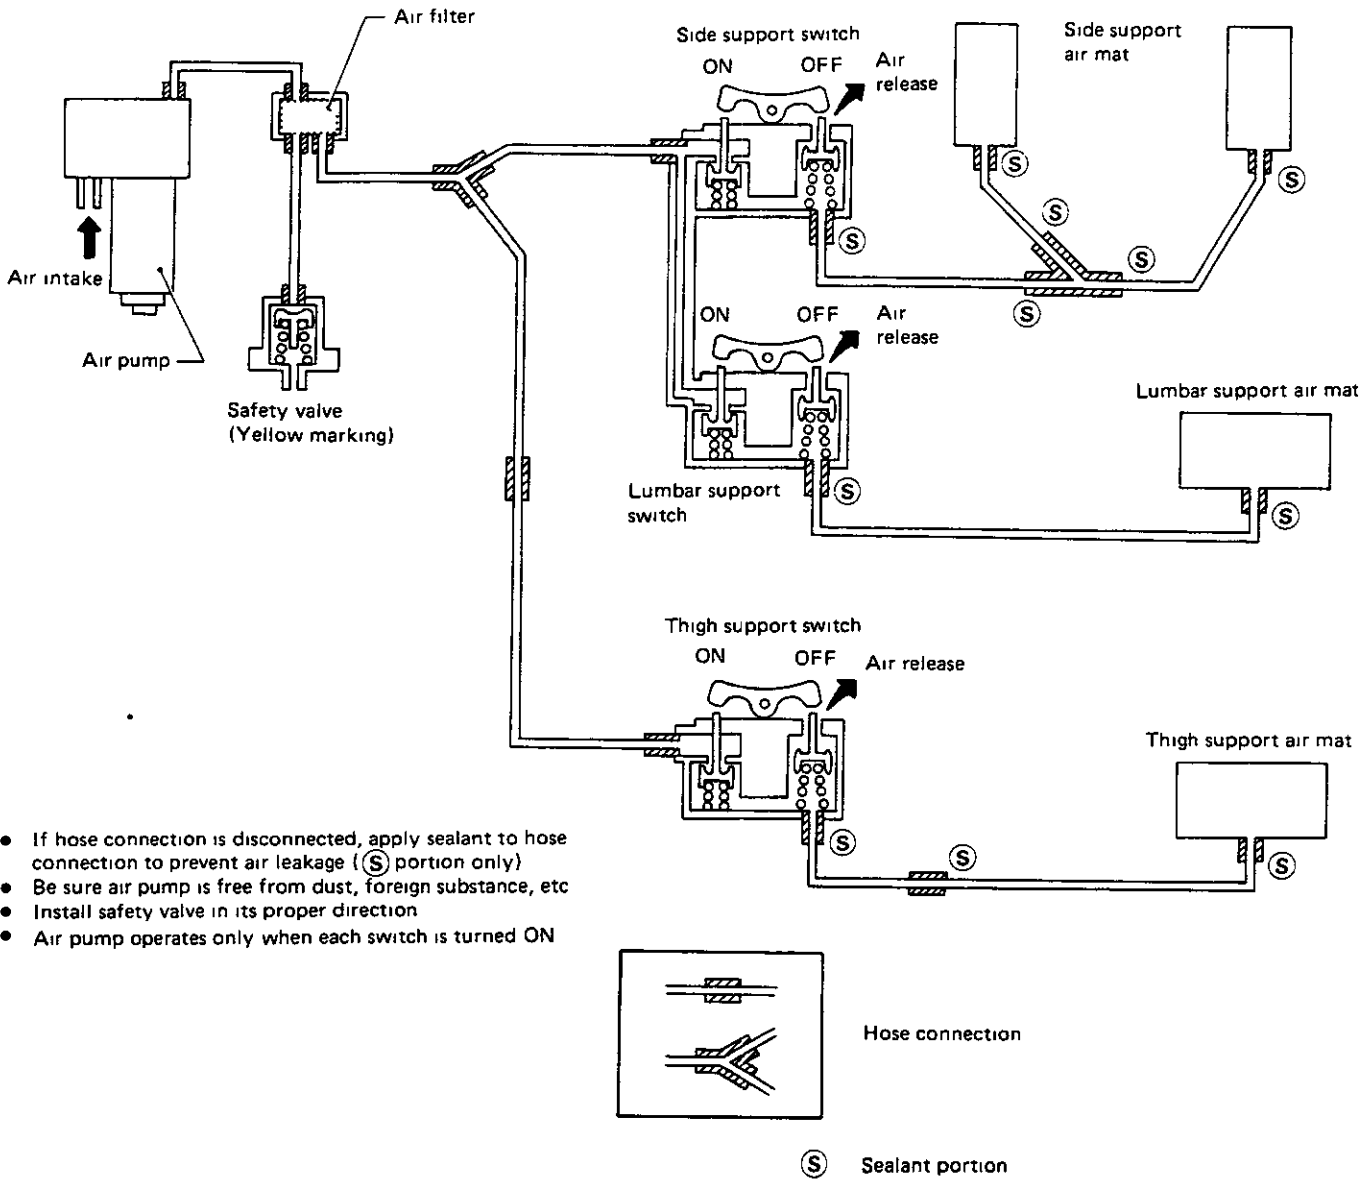 Air filter
Side support switch
ON OFF
Air
release
Side support
air mat
S
S
S
S
S
S
Air intake
Air pump
Safety valve
(Yellow marking)
ON OFF
Air
release
Lumbar support
switch
S
Lumbar support air mat
S
Thigh support switch
ON OFF
Air release
Thigh support air mat
S
S
S
● If hose connection is disconnected, apply sealant to hose
connection to prevent air leakage (Ⓢ portion only)
● Be sure air pump is free from dust, foreign substance, etc
● Install safety valve in its proper direction
● Air pump operates only when each switch is turned ON
Hose connection
S Sealant portion